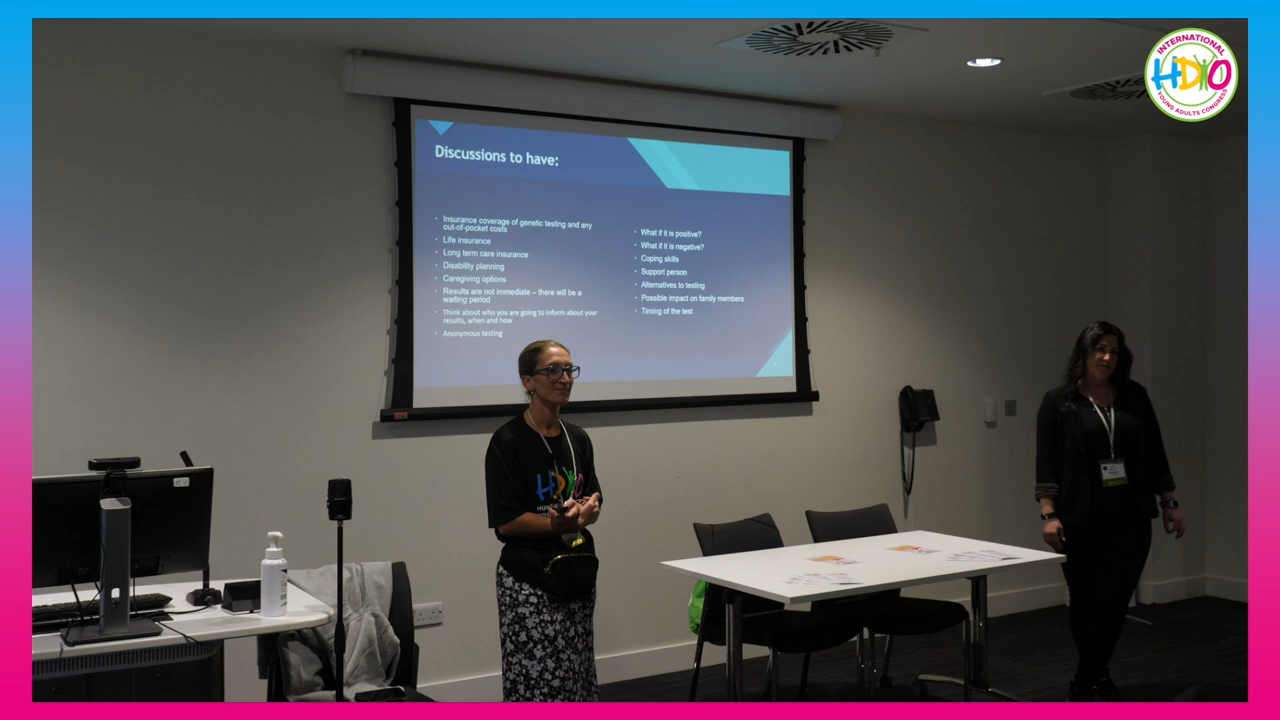 INTERNATIONAL
HDYO
YOUNG ADULTS CONGRESS
Discussions to have:
• Insurance coverage of genetic testing and any
out-of-pocket costs
• Life insurance
• Long term care insurance
• Disability planning
• Caregiving options
• Results are not immediate – there will be a
waiting period
• Think about who you are going to inform about your
results, when and how
• Anonymous testing
• What if it is positive?
• What if it is negative?
• Coping skills
• Support person
• Alternatives to testing
• Possible impact on family members
• Timing of the test
HDYO